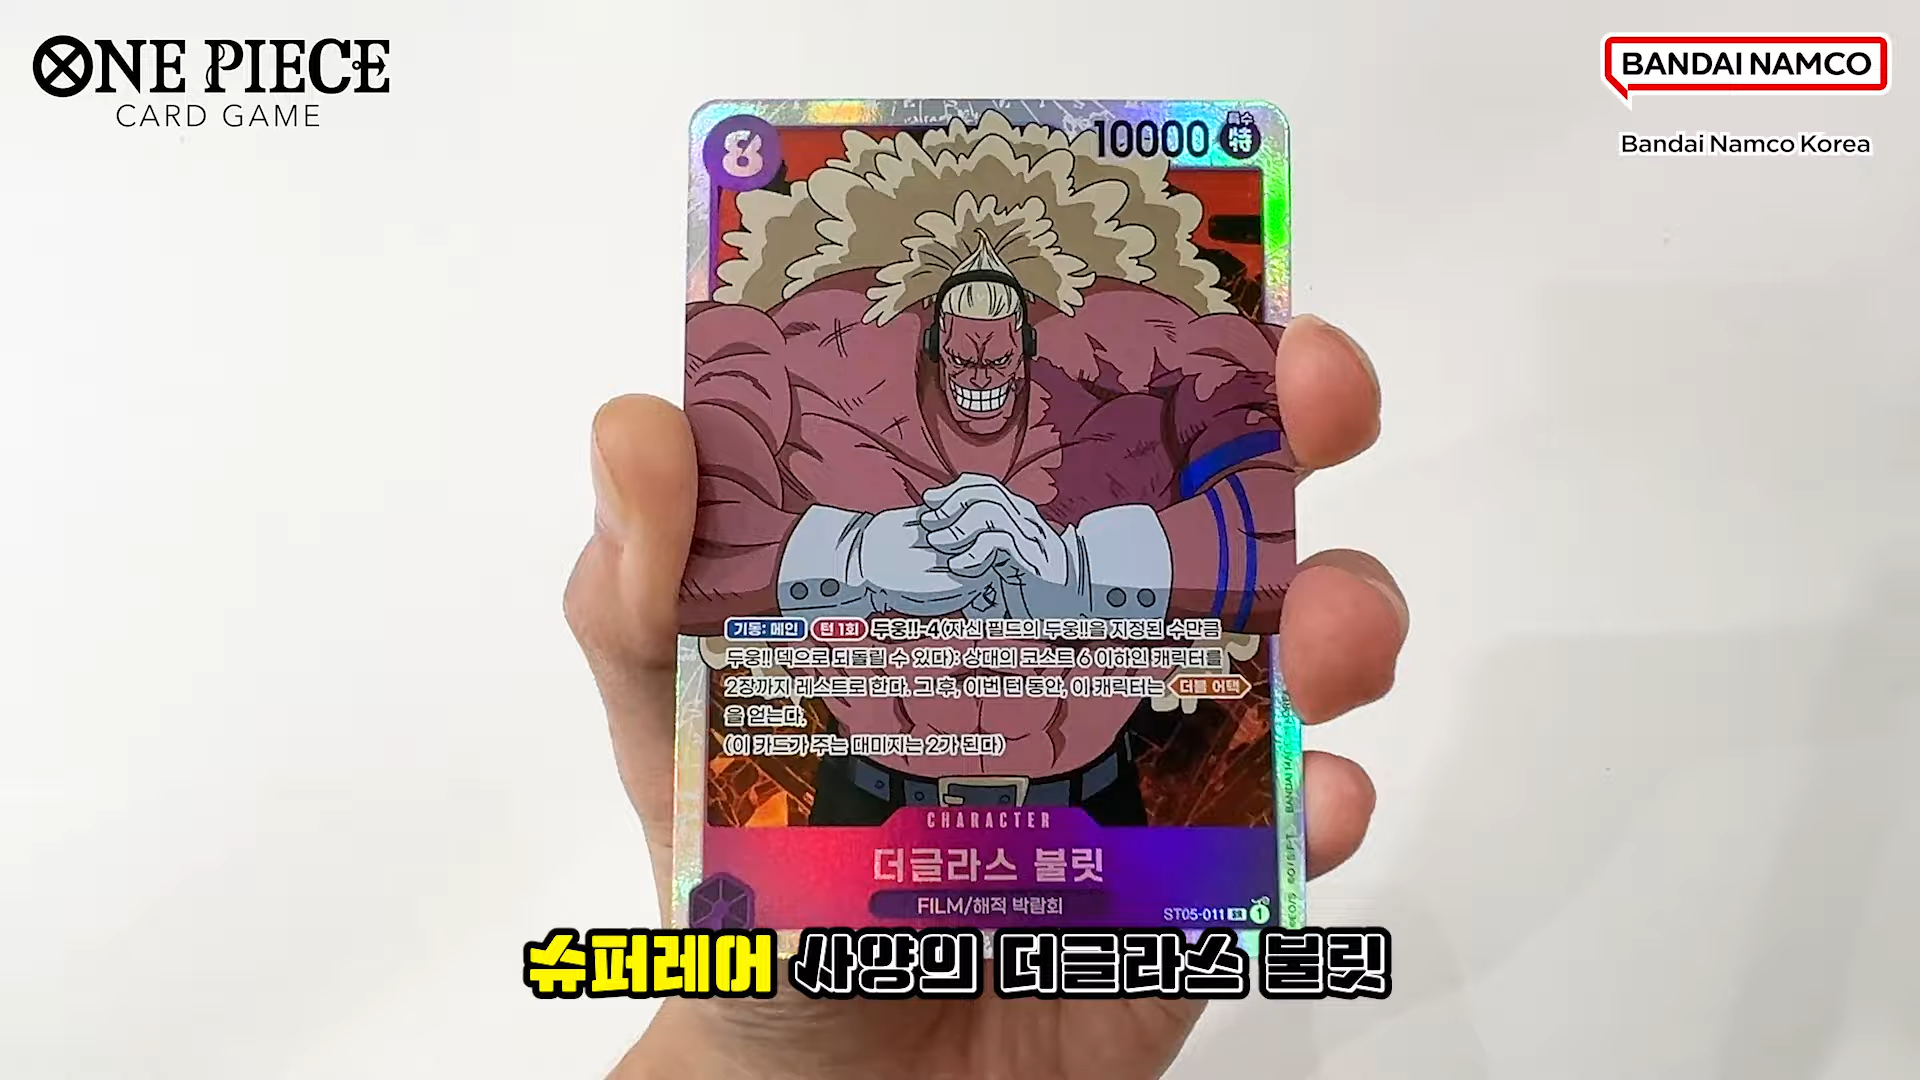 ONE PIECE
CARD GAME
BANDAI NAMCO
Bandai Namco Korea
8
10000
특수
特
기동: 메인 턴 1회 두웅!!-4(자신 필드의 두웅!!을 지정된 수만큼
두웅!! 덱으로 되돌릴 수 있다): 상대의 코스트 6 이하인 캐릭터를
2장까지 레스트로 한다. 그 후, 이번 턴 동안, 이 캐릭터는 더블 어택
을 얻는다.
(이 카드가 주는 대미지는 2가 된다)
CHARACTER
더글라스 불릿
FILM/해적 박람회
ST05-011 SR 1
슈퍼레어 사양의 더글라스 불릿